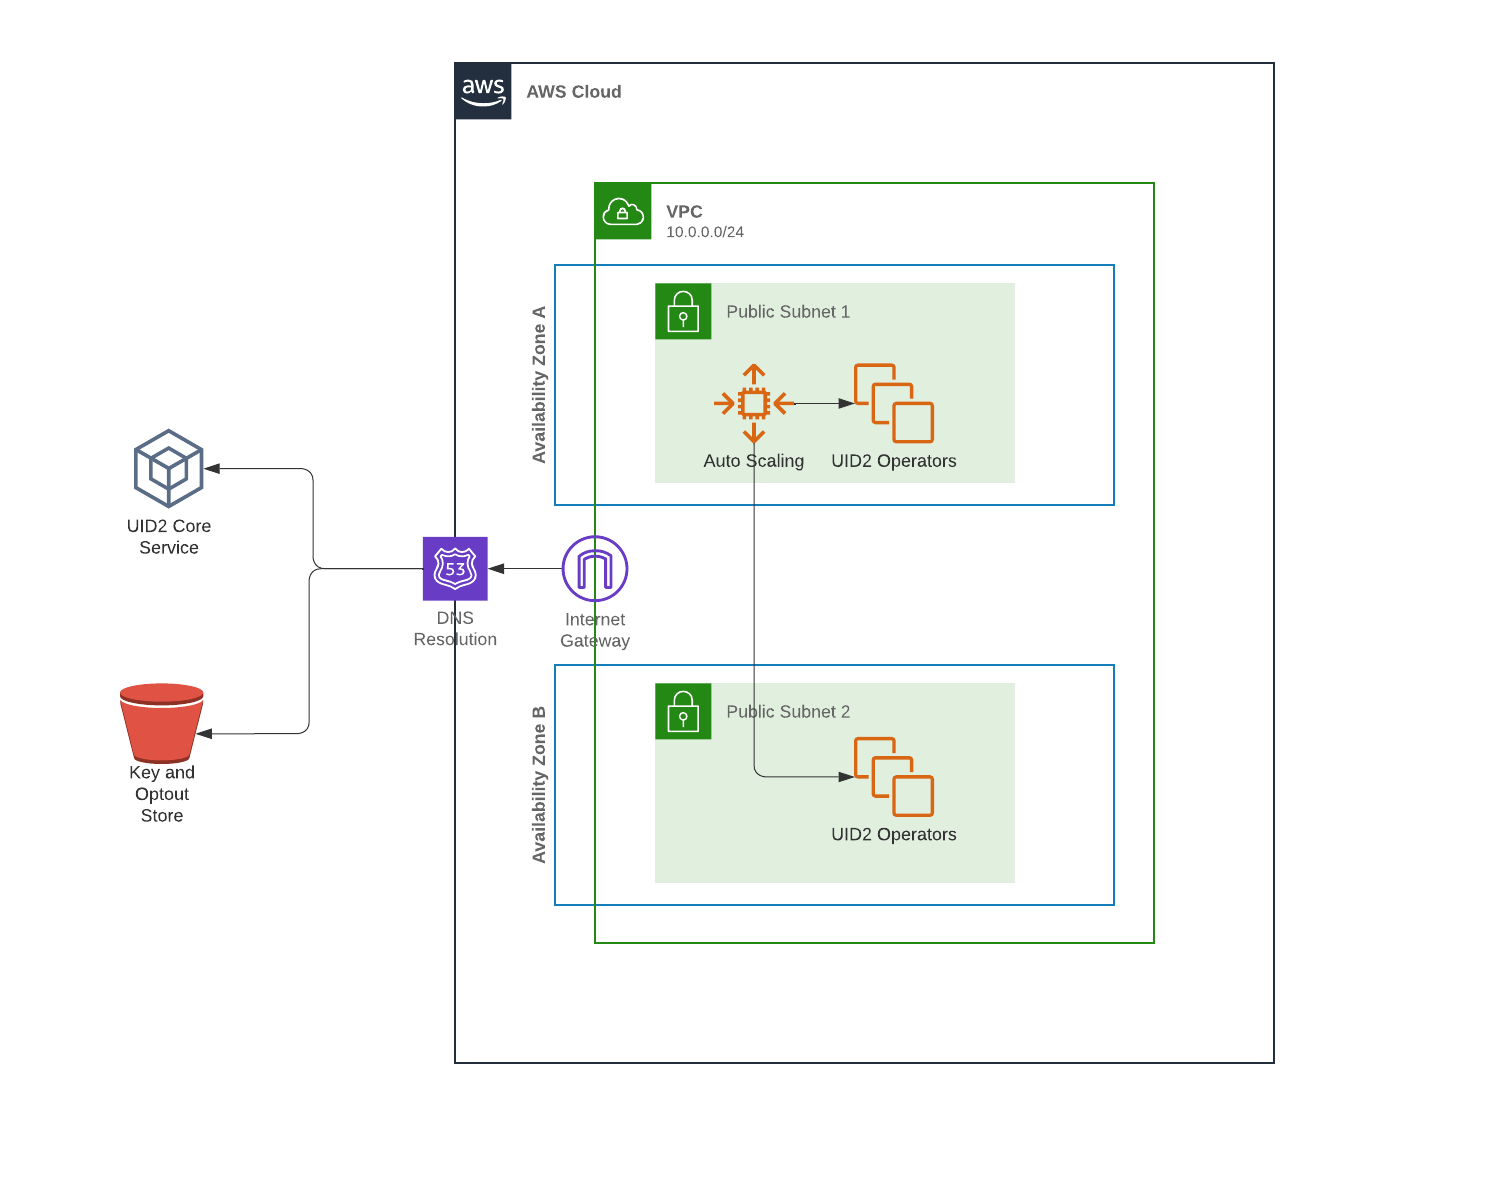 aws
AWS Cloud
VPC
10.0.0.0/24
Availability Zone A
Public Subnet 1
Auto Scaling
UID2 Operators
UID2 Core
Service
53
DNS
Resolution
Internet
Gateway
Key and
Optout
Store
Availability Zone B
Public Subnet 2
UID2 Operators